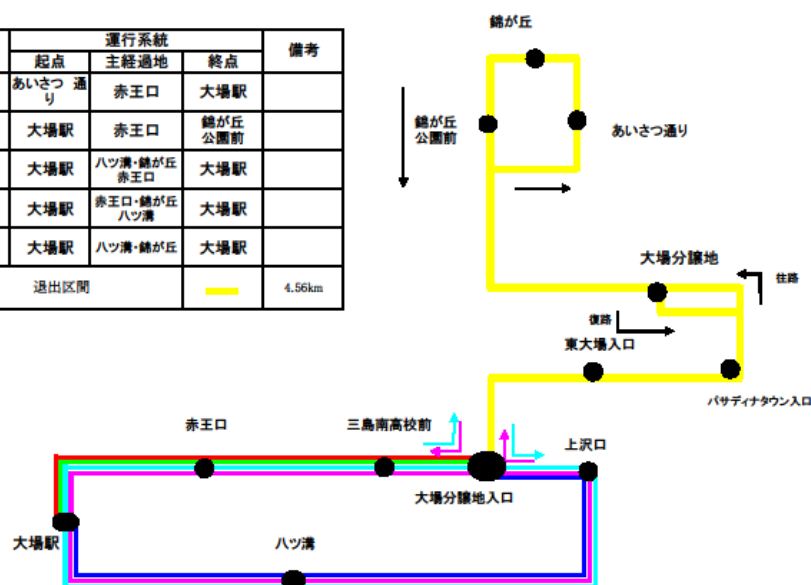 運行系統
備考
起点 主経過地 終点
あいさつ 通
り
赤王口
大場駅
大場駅
赤王口
錦が丘
公園前
大場駅
八ツ溝・錦が丘
赤王口
大場駅
大場駅
赤王口・錦が丘
八ツ溝
大場駅
大場駅
八ツ溝・錦が丘
大場駅
退出区間
4.56km
錦が丘
錦が丘
公園前
あいさつ通り
大場分譲地
往路
復路
東大場入口
パサディナタウン入口
赤王口
三島南高校前
上沢口
大場分譲地入口
大場駅
八ツ溝